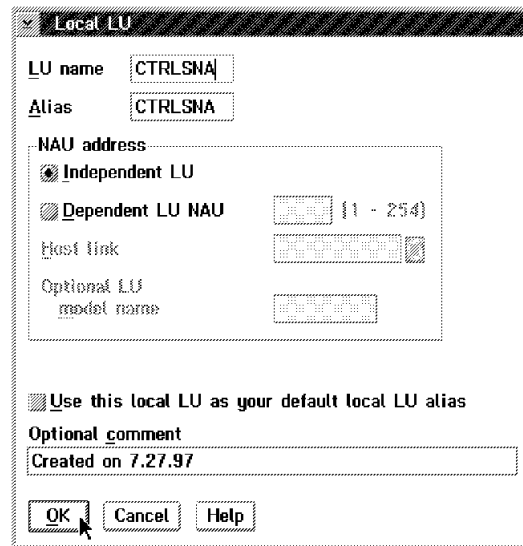 Local LU
LU name CTRLSNA
Alias CTRLSNA
NAU address
Independent LU
Dependent LU NAU (1 - 254)
Host link
Optional LU
model name
Use this local LU as your default local LU alias
Optional comment
Created on 7.27.97
OK Cancel Help